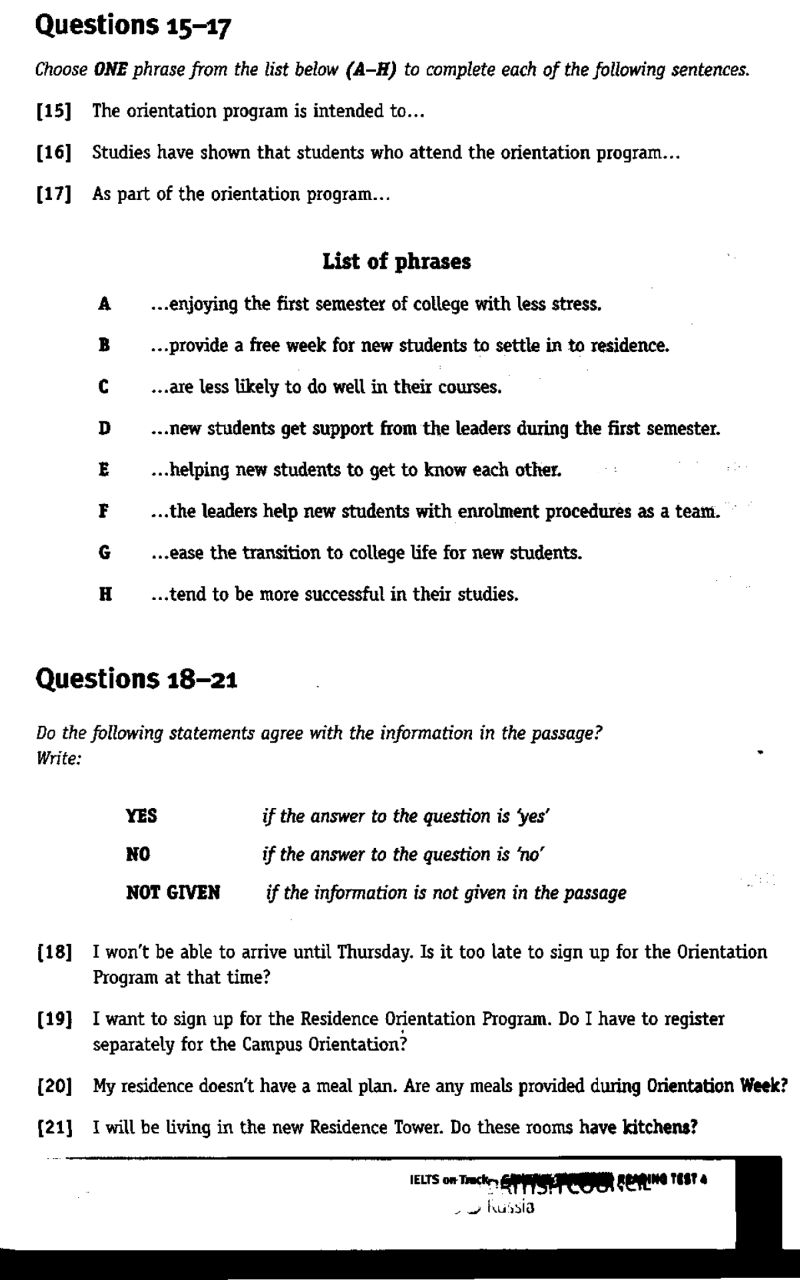 Questions 15–17
Choose ONE phrase from the list below (A–H) to complete each of the following sentences.
[15] The orientation program is intended to...
[16] Studies have shown that students who attend the orientation program...
[17] As part of the orientation program...
List of phrases
A ...enjoying the first semester of college with less stress.
B ...provide a free week for new students to settle in to residence.
C ...are less likely to do well in their courses.
D ...new students get support from the leaders during the first semester.
E ...helping new students to get to know each other.
F ...the leaders help new students with enrolment procedures as a team.
G ...ease the transition to college life for new students.
H ...tend to be more successful in their studies.
Questions 18–21
Do the following statements agree with the information in the passage?
Write:
YES if the answer to the question is ‘yes’
NO if the answer to the question is ‘no’
NOT GIVEN if the information is not given in the passage
[18] I won’t be able to arrive until Thursday. Is it too late to sign up for the Orientation
Program at that time?
[19] I want to sign up for the Residence Orientation Program. Do I have to register
separately for the Campus Orientation?
[20] My residence doesn’t have a meal plan. Are any meals provided during Orientation Week?
[21] I will be living in the new Residence Tower. Do these rooms have kitchens?
IELTS on Track READING TEST 4
BRITISH COUNCIL
Russia